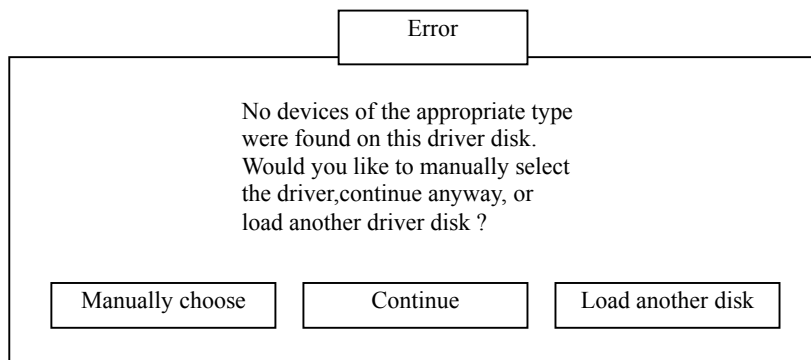 Error
No devices of the appropriate type
were found on this driver disk.
Would you like to manually select
the driver,continue anyway, or
load another driver disk ?
Manually choose
Continue
Load another disk